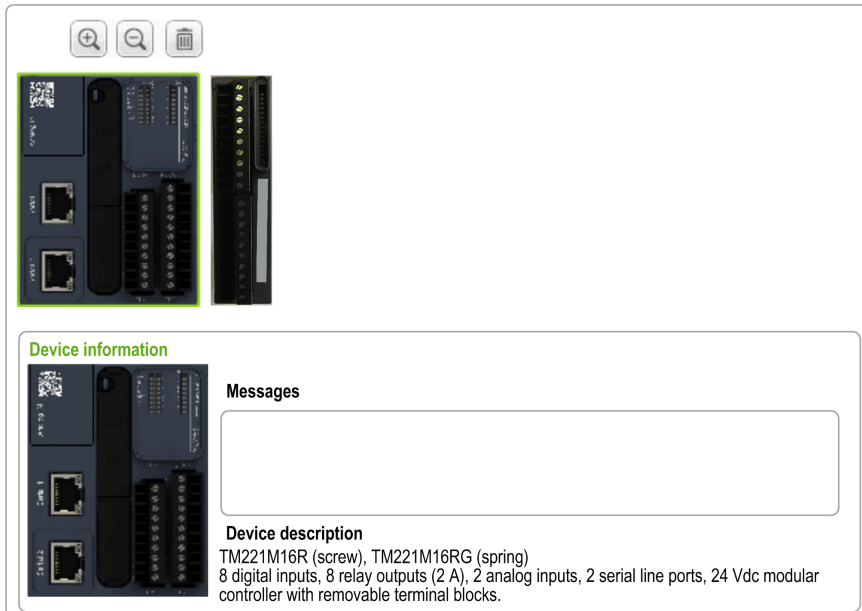 Device information
Messages
Device description
TM221M16R (screw), TM221M16RG (spring)
8 digital inputs, 8 relay outputs (2 A), 2 analog inputs, 2 serial line ports, 24 Vdc modular
controller with removable terminal blocks.